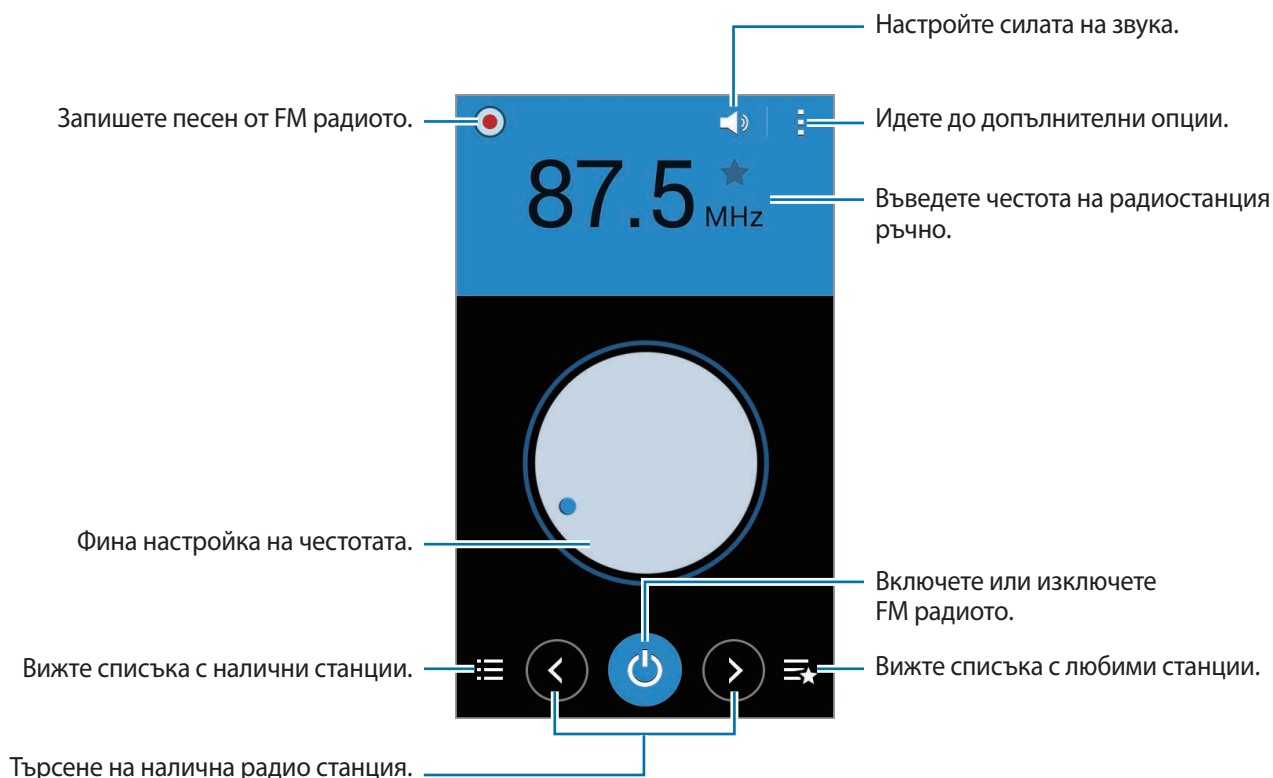 Настройте силата на звука.
Запишете песен от FM радиото.
Идете до допълнителни опции.
87.5 MHz
Въведете честота на радиостанция
ръчно.
Фина настройка на честотата.
Включете или изключете
FM радиото.
Вижте списъка с налични станции.
Вижте списъка с любими станции.
Търсене на налична радио станция.